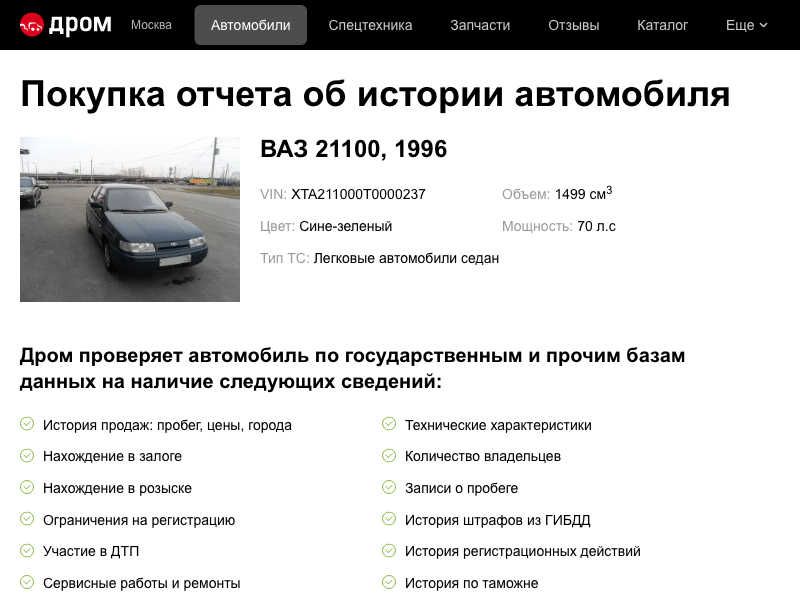 дром Москва Автомобили Спецтехника Запчасти Отзывы Каталог Еще
Покупка отчета об истории автомобиля
ВАЗ 21100, 1996
VIN: XTA211000T0000237 Объем: 1499 см³
Цвет: Сине-зеленый Мощность: 70 л.с
Тип ТС: Легковые автомобили седан
Дром проверяет автомобиль по государственным и прочим базам
данных на наличие следующих сведений:
История продаж: пробег, цены, города Технические характеристики
Нахождение в залоге Количество владельцев
Нахождение в розыске Записи о пробеге
Ограничения на регистрацию История штрафов из ГИБДД
Участие в ДТП История регистрационных действий
Сервисные работы и ремонты История по таможне